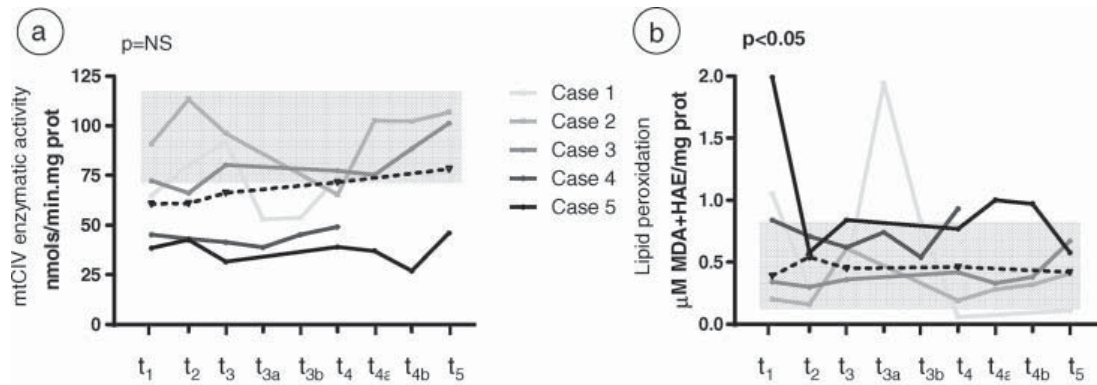 a
p=NS
mtCIV enzymatic activity
nmols/min.mg prot
125
100
75
50
25
0
t1
t2
t3
t3a
t3b
t4
t4a
t4b
t5
Case 1
Case 2
Case 3
Case 4
Case 5
b
p<0.05
Lipid peroxidation
µM MDA+HAE/mg prot
2.0
1.5
1.0
0.5
0.0
t1
t2
t3
t3a
t3b
t4
t4a
t4b
t5